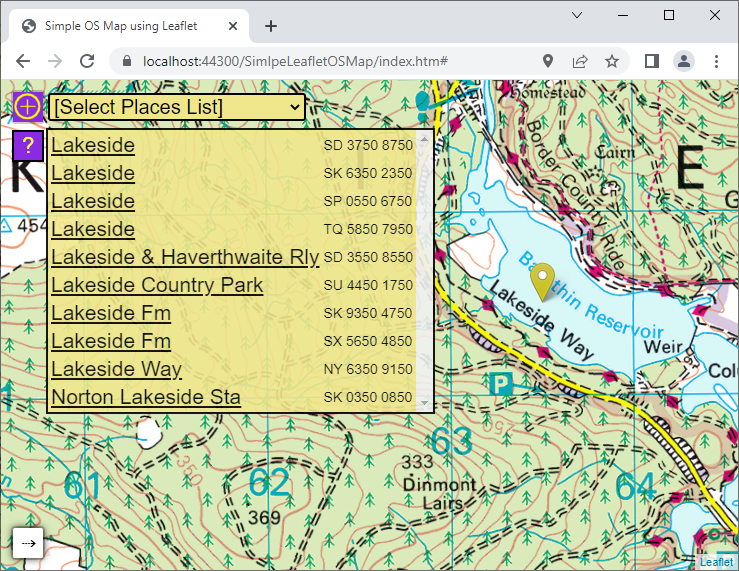 Simple OS Map using Leaflet
localhost:44300/SimlpeLeafletOSMap/index.htm#
[Select Places List]
?
Lakeside SD 3750 8750
Lakeside SK 6350 2350
Lakeside SP 0550 6750
Lakeside TQ 5850 7950
Lakeside & Haverthwaite Rly SD 3550 8550
Lakeside Country Park SU 4450 1750
Lakeside Fm SK 9350 4750
Lakeside Fm SX 5650 4850
Lakeside Way NY 6350 9150
Norton Lakeside Sta SK 0350 0850
Homestead
Border County Ride
Cairn
K
E
454
Reservoir
Lakeside Way
Weir
P
250
350
63
333
Dinmont
Lairs
61
62
64
369
Leaflet